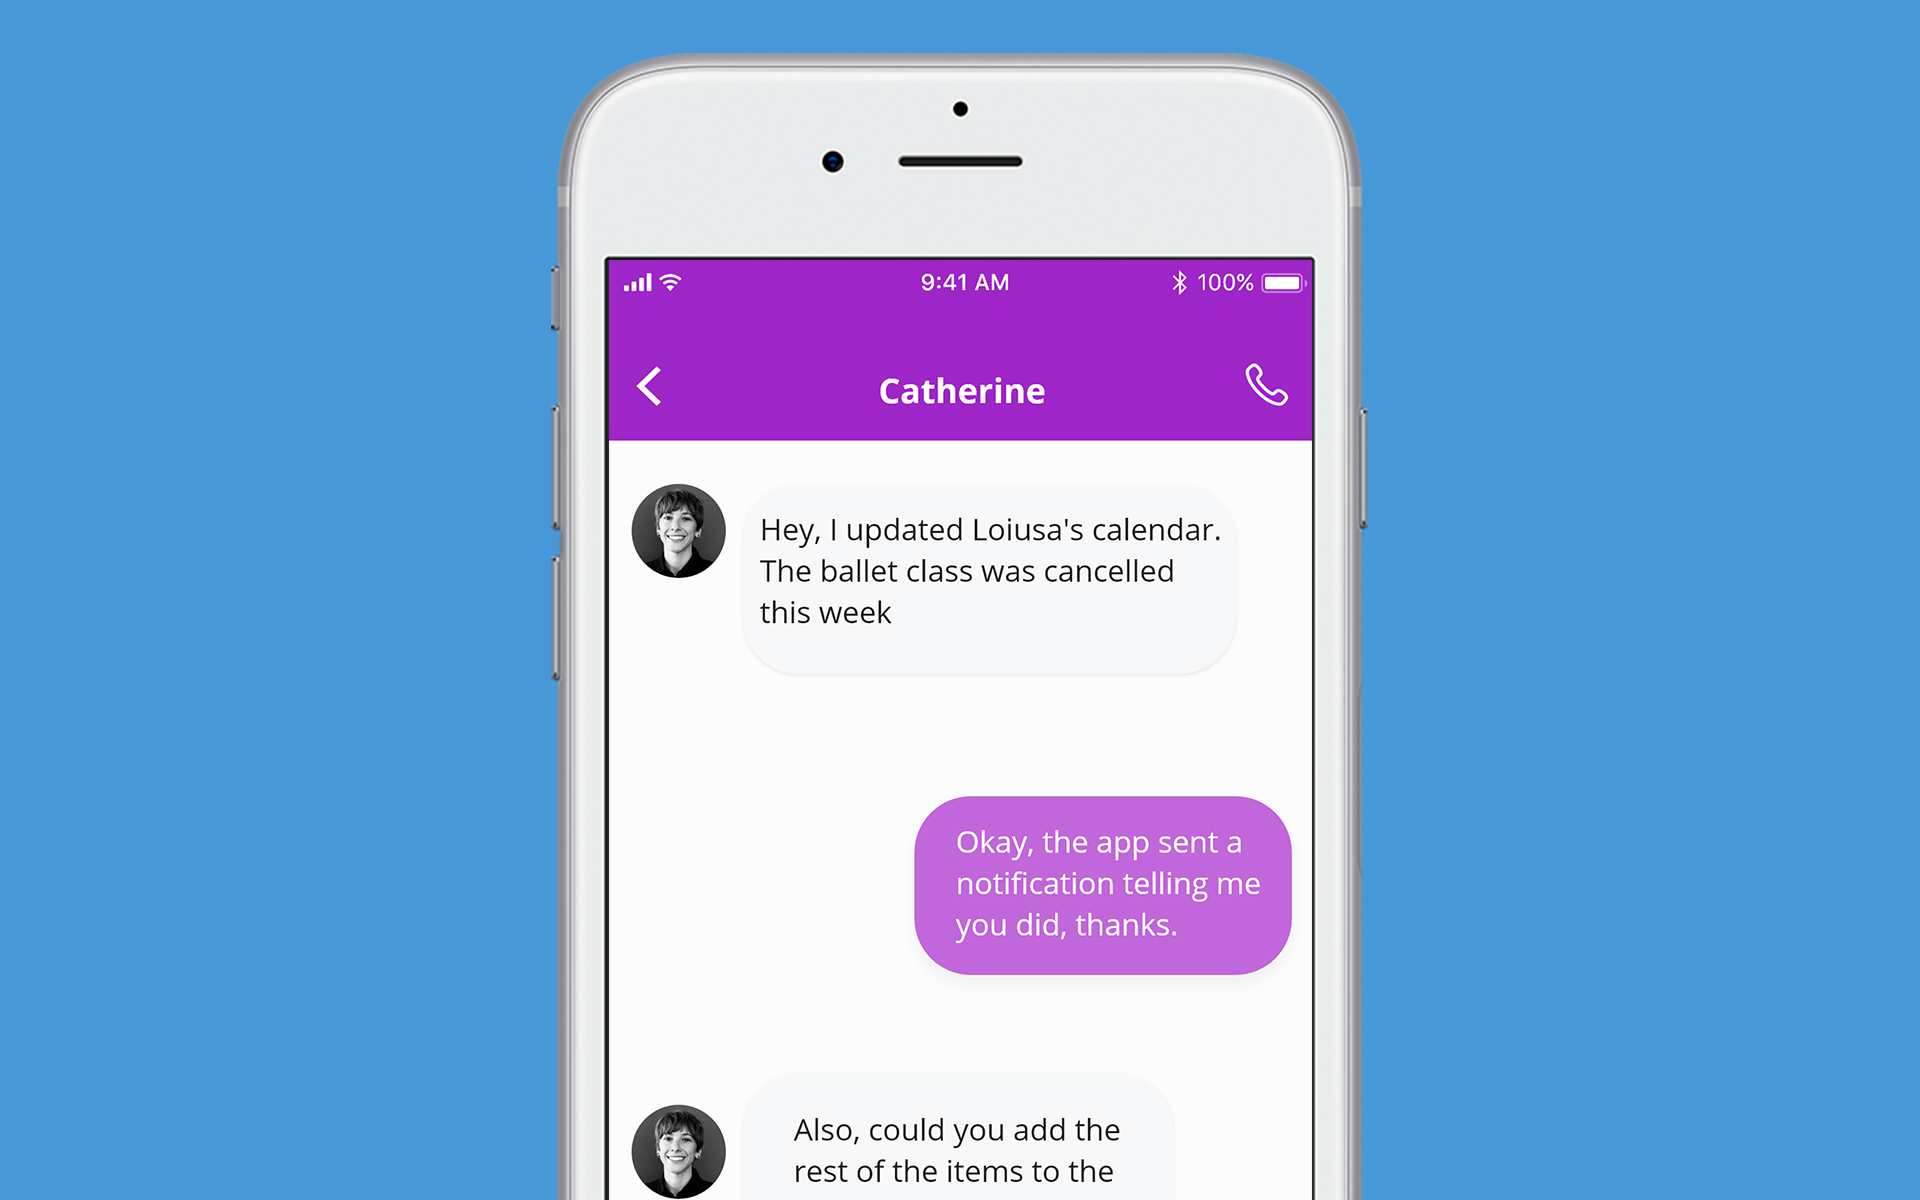 9:41 AM
100%
Catherine
Hey, I updated Loiusa's calendar.
The ballet class was cancelled
this week
Okay, the app sent a
notification telling me
you did, thanks.
Also, could you add the
rest of the items to the